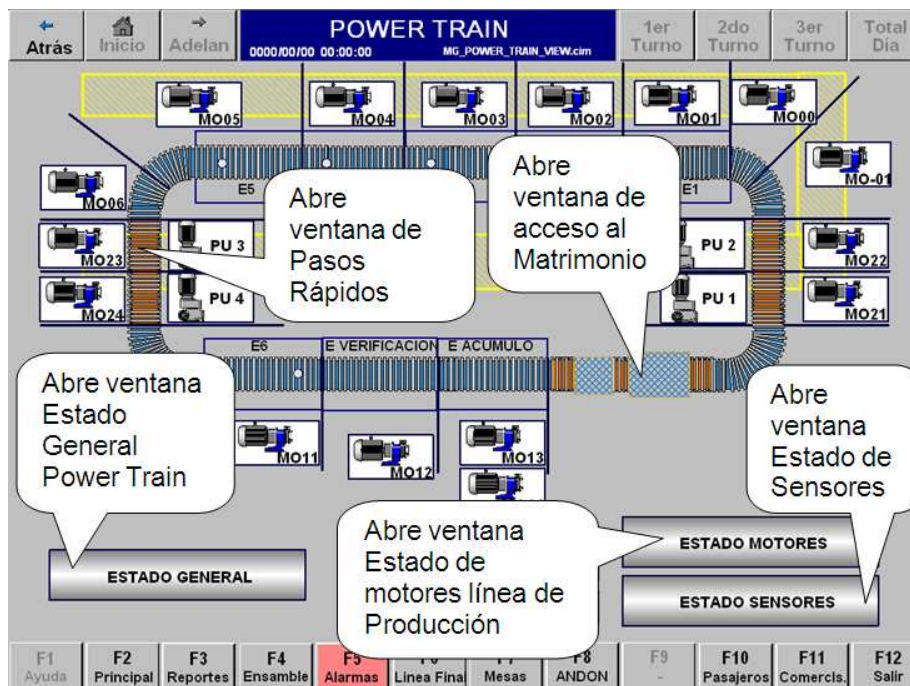 Atrás
Inicio
Adelan
POWER TRAIN
0000/00/00 00:00:00
MG_POWER_TRAIN_VIEW.cim
1er
Turno
2do
Turno
3er
Turno
Total
Dia
MO05
MO04
MO03
MO02
MO01
MO00
MO-01
E5
E1
Abre
ventana de
Pasos
Rápidos
Abre
ventana de
acceso al
Matrimonio
MO06
MO23
PU 3
PU 2
MO22
MO24
PU 4
PU 1
MO21
E6
E VERIFICACION
E ACUMULO
Abre ventana
Estado
General
Power Train
Abre
ventana
Estado de
Sensores
MO11
MO12
MO13
Abre ventana
Estado de
motores línea de
Producción
ESTADO GENERAL
ESTADO MOTORES
ESTADO SENSORES
F1
Ayuda
F2
Principal
F3
Reportes
F4
Ensamble
F5
Alarmas
Linea Final
Mesas
F8
ANDON
F9
-
F10
Pasajeros
F11
Comercls.
F12
Salir